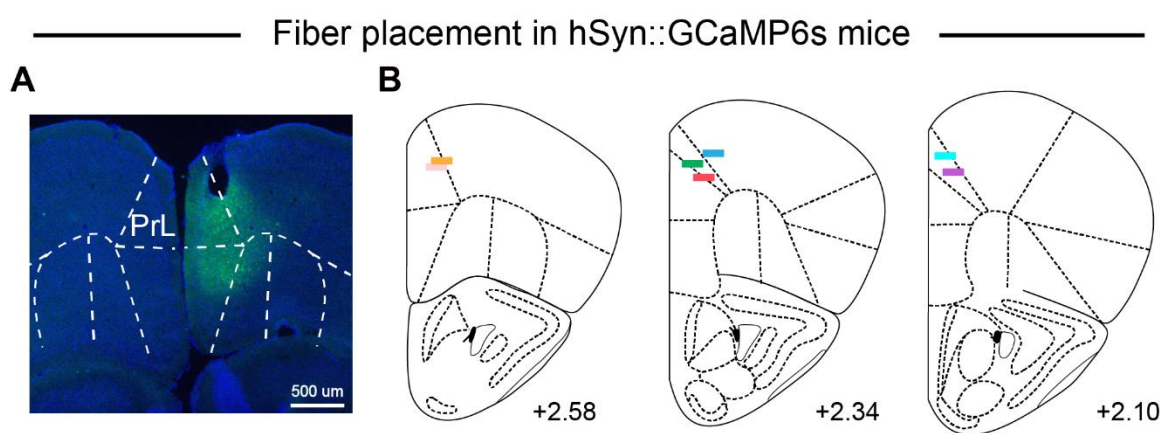 Fiber placement in hSyn::GCaMP6s mice
A
B
PrL
500 um
+2.58
+2.34
+2.10